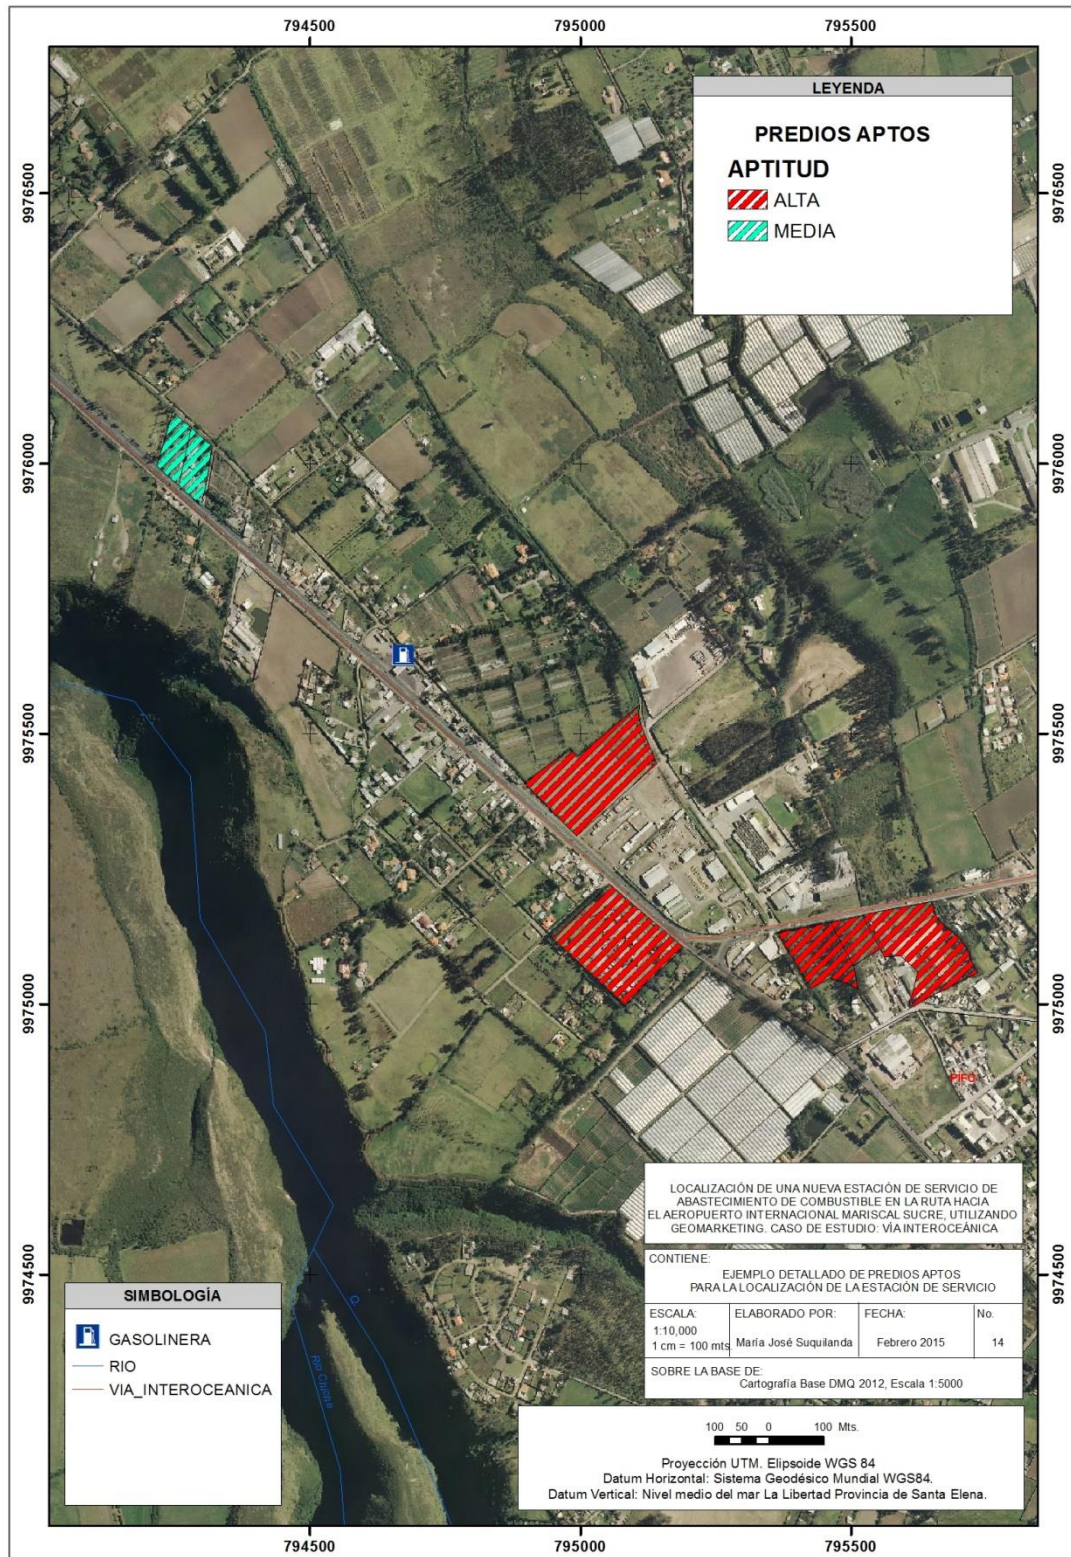 794500 795000 795500
LEYENDA
PREDIOS APTOS
APTITUD
ALTA
MEDIA
9976500 9976500
9976000 9976000
9975500 9975500
9975000 9975000
PIFO
9974500 9974500
Q.
Río Chiche
SIMBOLOGÍA
GASOLINERA
RIO
VIA_INTEROCEANICA
LOCALIZACIÓN DE UNA NUEVA ESTACIÓN DE SERVICIO DE
ABASTECIMIENTO DE COMBUSTIBLE EN LA RUTA HACIA
EL AEROPUERTO INTERNACIONAL MARISCAL SUCRE, UTILIZANDO
GEOMARKETING. CASO DE ESTUDIO: VÍA INTEROCEÁNICA
CONTIENE:
EJEMPLO DETALLADO DE PREDIOS APTOS
PARA LA LOCALIZACIÓN DE LA ESTACIÓN DE SERVICIO
ESCALA: ELABORADO POR: FECHA: No.
1:10,000
1 cm = 100 mts. María José Suquilanda Febrero 2015 14
SOBRE LA BASE DE:
Cartografía Base DMQ 2012, Escala 1:5000
100 50 0 100 Mts.
Proyección UTM. Elipsoide WGS 84
Datum Horizontal: Sistema Geodésico Mundial WGS84.
Datum Vertical: Nivel medio del mar La Libertad Provincia de Santa Elena.
794500 795000 795500